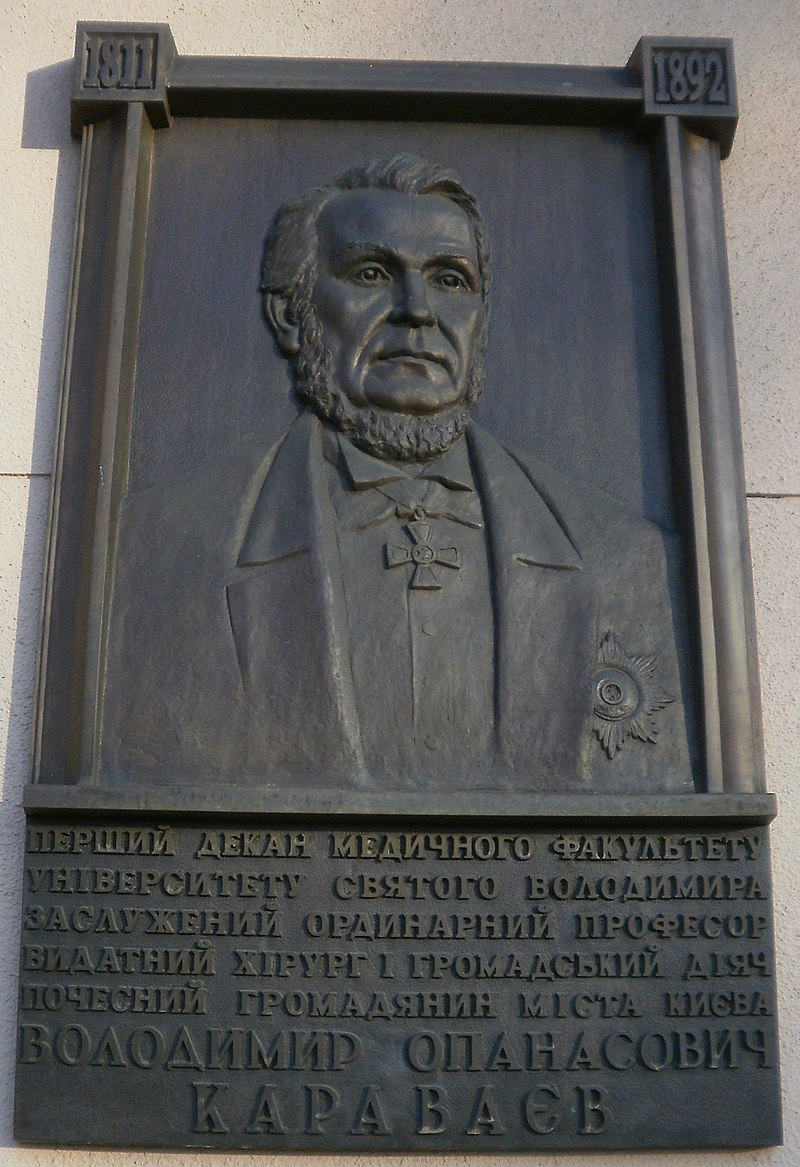 1811 1892
ПЕРШИЙ ДЕКАН МЕДИЧНОГО ФАКУЛЬТЕТУ
УНІВЕРСИТЕТУ СВЯТОГО ВОЛОДИМИРА
ЗАСЛУЖЕНИЙ ОРДИНАРНИЙ ПРОФЕСОР
ВИДАТНИЙ ХІРУРГ І ГРОМАДСЬКИЙ ДІЯЧ
ПОЧЕСНИЙ ГРОМАДЯНИН МІСТА КИЄВА
ВОЛОДИМИР ОПАНАСОВИЧ
КАРАВАЄВ